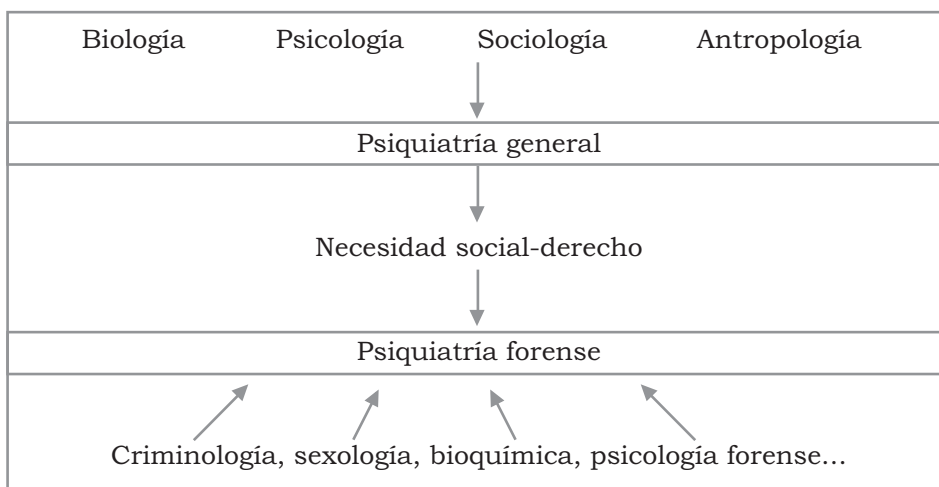 Biología Psicología Sociología Antropología
Psiquiatría general
Necesidad social-derecho
Psiquiatría forense
Criminología, sexología, bioquímica, psicología forense...